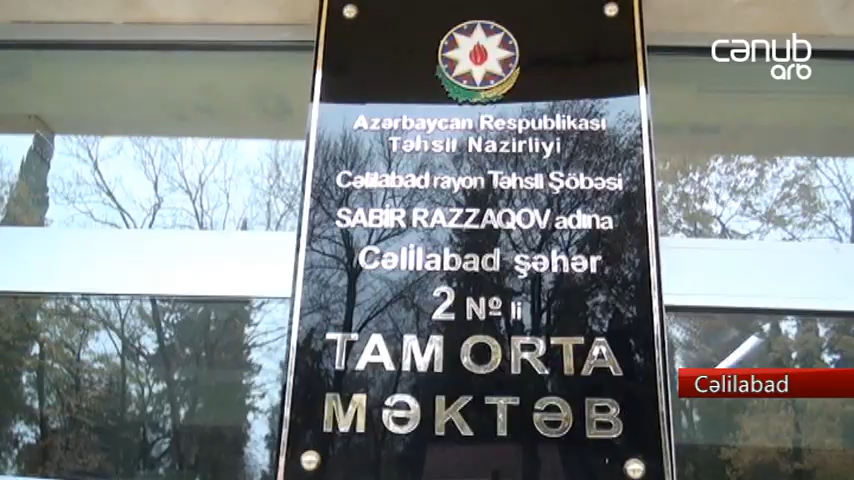 cənub
arb
Azərbaycan Respublikası
Təhsil Nazirliyi
Cəlilabad rayon Təhsil Şöbəsi
SABİR RAZZAQOV adına
Cəlilabad şəhər
2 № li
TAM ORTA
MƏKTƏB
Cəlilabad